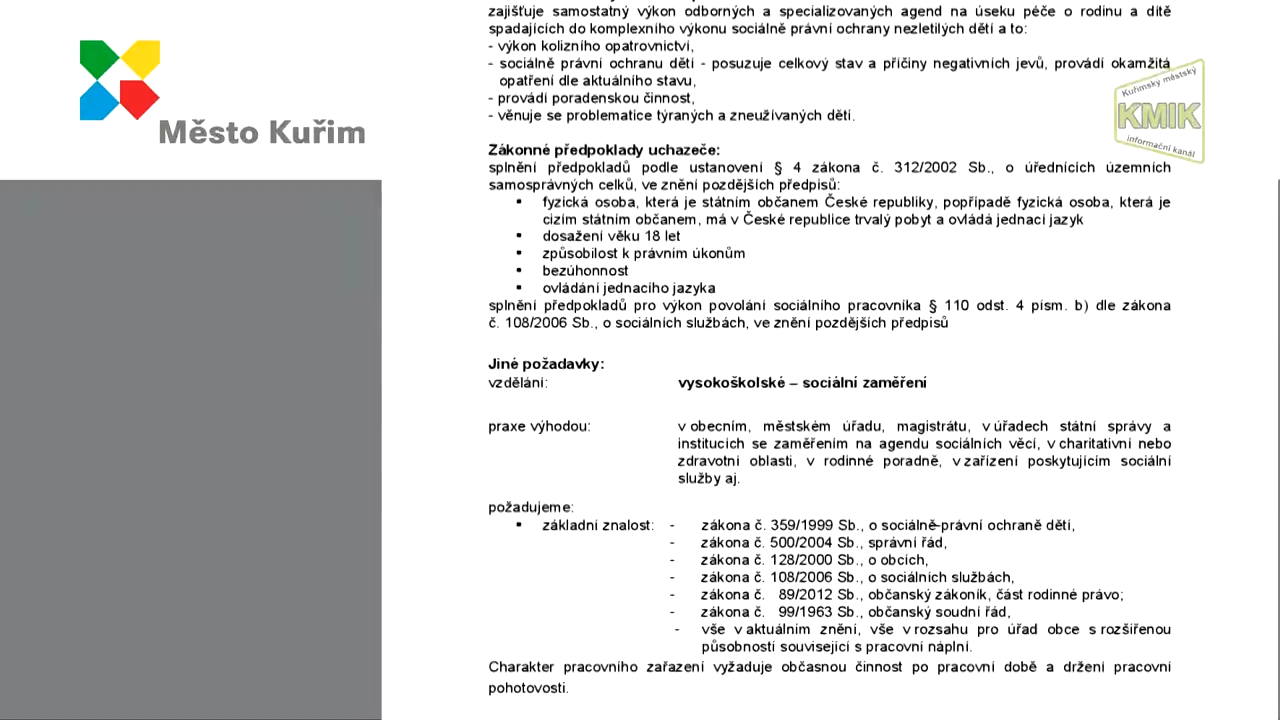 zajišťuje samostatný výkon odborných a specializovaných agend na úseku péče o rodinu a dítě
spadajících do komplexního výkonu sociálně právní ochrany nezletilých dětí a to:
- výkon kolizního opatrovnictví,
- sociálně právní ochranu dětí - posuzuje celkový stav a příčiny negativních jevů, provádí okamžitá
opatření dle aktuálního stavu,
- provádí poradenskou činnost,
- věnuje se problematice týraných a zneužívaných dětí.
Město Kuřim
Kuřimský městský
KMIK
informační kanál
Zákonné předpoklady uchazeče:
splnění předpokladů podle ustanovení § 4 zákona č. 312/2002 Sb., o úřednících územních
samosprávných celků, ve znění pozdějších předpisů:
▪ fyzická osoba, která je státním občanem České republiky, popřípadě fyzická osoba, která je
cizím státním občanem, má v České republice trvalý pobyt a ovládá jednací jazyk
▪ dosažení věku 18 let
▪ způsobilost k právním úkonům
▪ bezúhonnost
▪ ovládání jednacího jazyka
splnění předpokladů pro výkon povolání sociálního pracovníka § 110 odst. 4 písm. b) dle zákona
č. 108/2006 Sb., o sociálních službách, ve znění pozdějších předpisů
Jiné požadavky:
vzdělání: vysokoškolské – sociální zaměření
praxe výhodou: v obecním, městském úřadu, magistrátu, v úřadech státní správy a
institucích se zaměřením na agendu sociálních věcí, v charitativní nebo
zdravotní oblasti, v rodinné poradně, v zařízení poskytujícím sociální
služby aj.
požadujeme:
▪ základní znalost: - zákona č. 359/1999 Sb., o sociálně-právní ochraně dětí,
- zákona č. 500/2004 Sb., správní řád,
- zákona č. 128/2000 Sb., o obcích,
- zákona č. 108/2006 Sb., o sociálních službách,
- zákona č. 89/2012 Sb., občanský zákoník, část rodinné právo;
- zákona č. 99/1963 Sb., občanský soudní řád,
- vše v aktuálním znění, vše v rozsahu pro úřad obce s rozšířenou
působností související s pracovní náplní.
Charakter pracovního zařazení vyžaduje občasnou činnost po pracovní době a držení pracovní
pohotovosti.